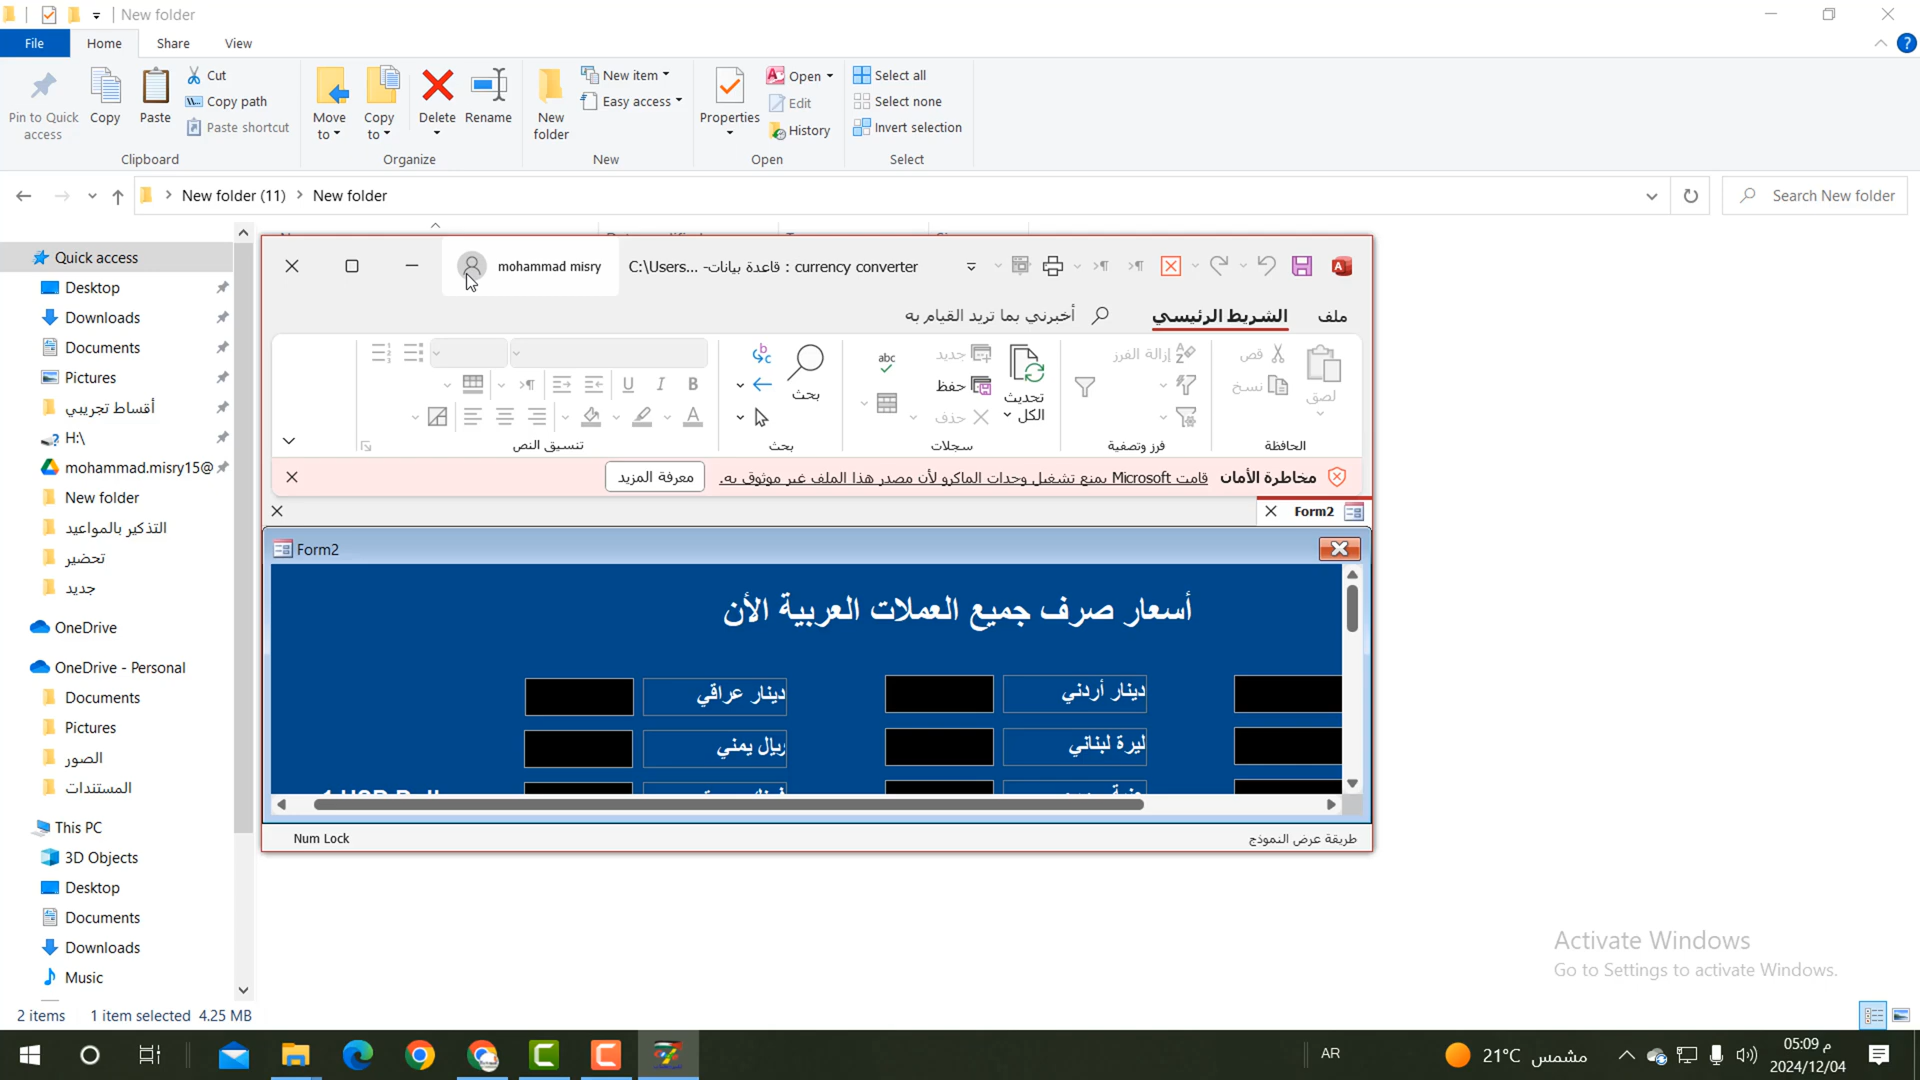 New folder
File
Home
Share
View
Pin to Quick access
Copy
Paste
Cut
Copy path
Paste shortcut
Clipboard
Move to
Copy to
Delete
Rename
Organize
New folder
New item
Easy access
New
Properties
Open
Edit
History
Open
Select all
Select none
Invert selection
Select
New folder (11)
New folder
Search New folder
Quick access
Desktop
Downloads
Documents
Pictures
أقساط تجريبي
H:\
mohammad.misry15@
New folder
التذكير بالمواعيد
تحضير
جديد
OneDrive
OneDrive - Personal
Documents
Pictures
الصور
المستندات
This PC
3D Objects
Desktop
Documents
Downloads
Music
2 items
1 item selected 4.25 MB
mohammad misry
currency converter : قاعدة بيانات- C:\Users...
ملف
الشريط الرئيسي
أخبرني بما تريد القيام به
لصق
قص
نسخ
الحافظة
إزالة الفرز
فرز وتصفية
تحديث الكل
جديد
حفظ
حذف
سجلات
بحث
بحث
تنسيق النص
مخاطرة الأمان
قامت Microsoft بمنع تشغيل وحدات الماكرو لأن مصدر هذا الملف غير موثوق به.
معرفة المزيد
Form2
Form2
أسعار صرف جميع العملات العربية الأن
دينار أردني
دينار عراقي
ليرة لبناني
ريال يمني
Num Lock
طريقة عرض النموذج
Activate Windows
Go to Settings to activate Windows.
AR
21°C مشمس
05:09 م
2024/12/04